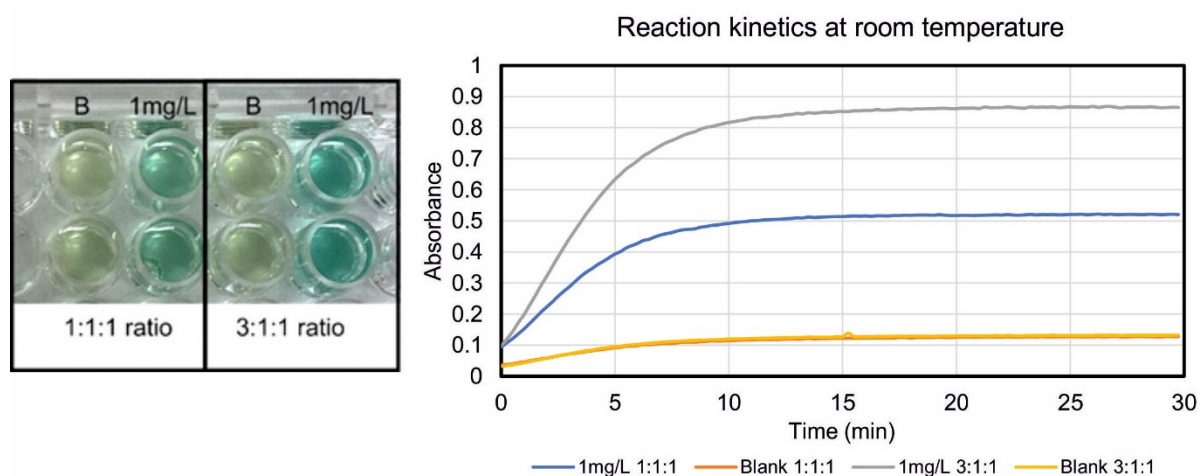 B 1mg/L B 1mg/L
1:1:1 ratio 3:1:1 ratio
Reaction kinetics at room temperature
Absorbance
1
0.9
0.8
0.7
0.6
0.5
0.4
0.3
0.2
0.1
0
0 5 10 15 20 25 30
Time (min)
1mg/L 1:1:1 Blank 1:1:1 1mg/L 3:1:1 Blank 3:1:1